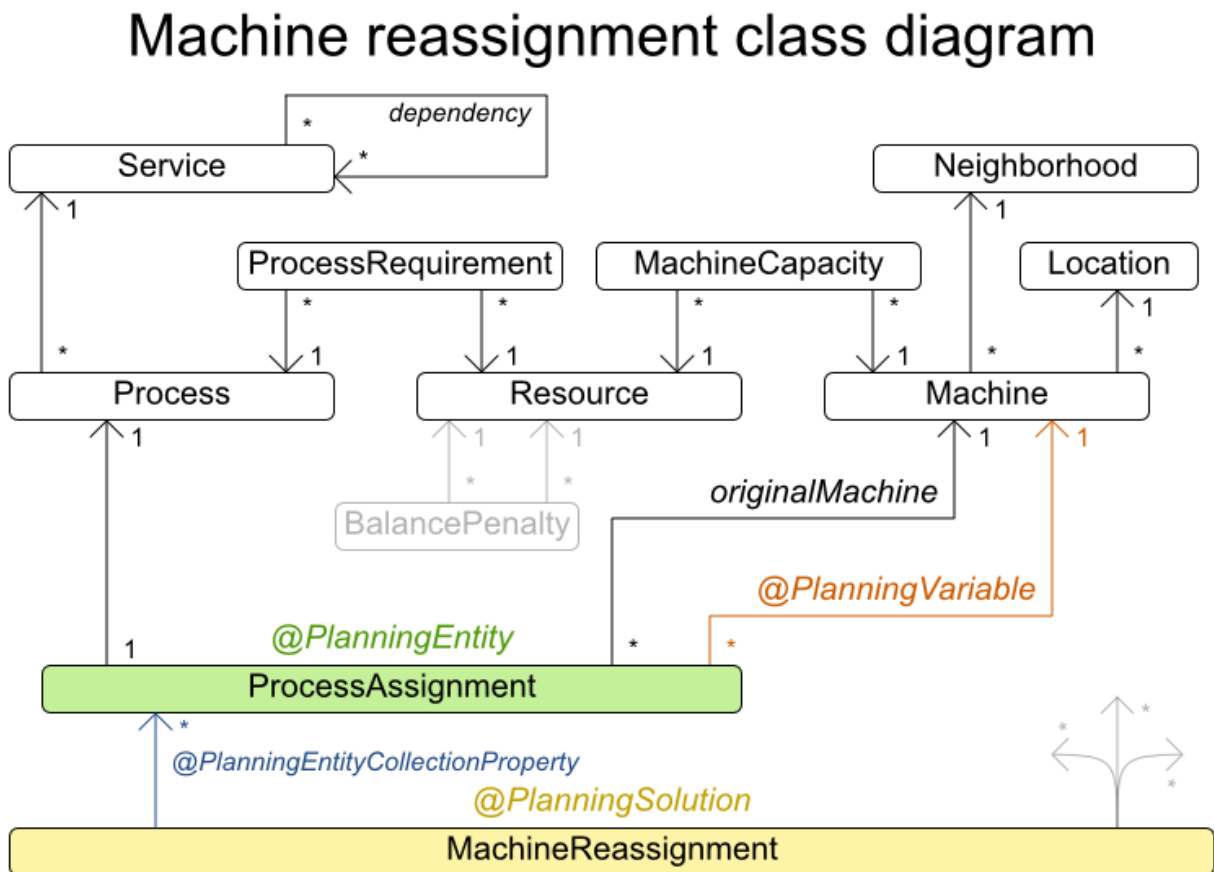 Machine reassignment class diagram
* dependency
Service *
Neighborhood
1 1
ProcessRequirement MachineCapacity Location
* * * * 1
* 1 1 1 1 * *
Process Resource Machine
1 1 1 1 1
* * originalMachine
BalancePenalty
@PlanningVariable
@PlanningEntity
1 * *
ProcessAssignment
* * *
@PlanningEntityCollectionProperty *
@PlanningSolution
MachineReassignment